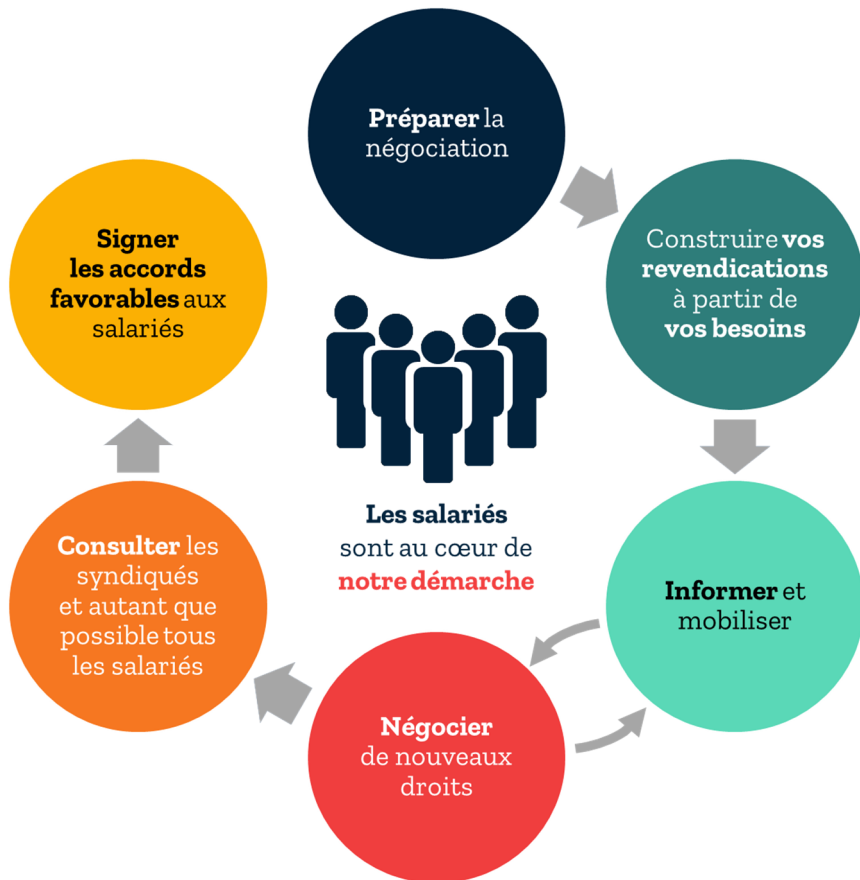 Préparer la
négociation
Construire vos
revendications
à partir de
vos besoins
Informer et
mobiliser
Négocier
de nouveaux
droits
Consulter les
syndiqués
et autant que
possible tous
les salariés
Signer
les accords
favorables aux
salariés
Les salariés
sont au cœur de
notre démarche